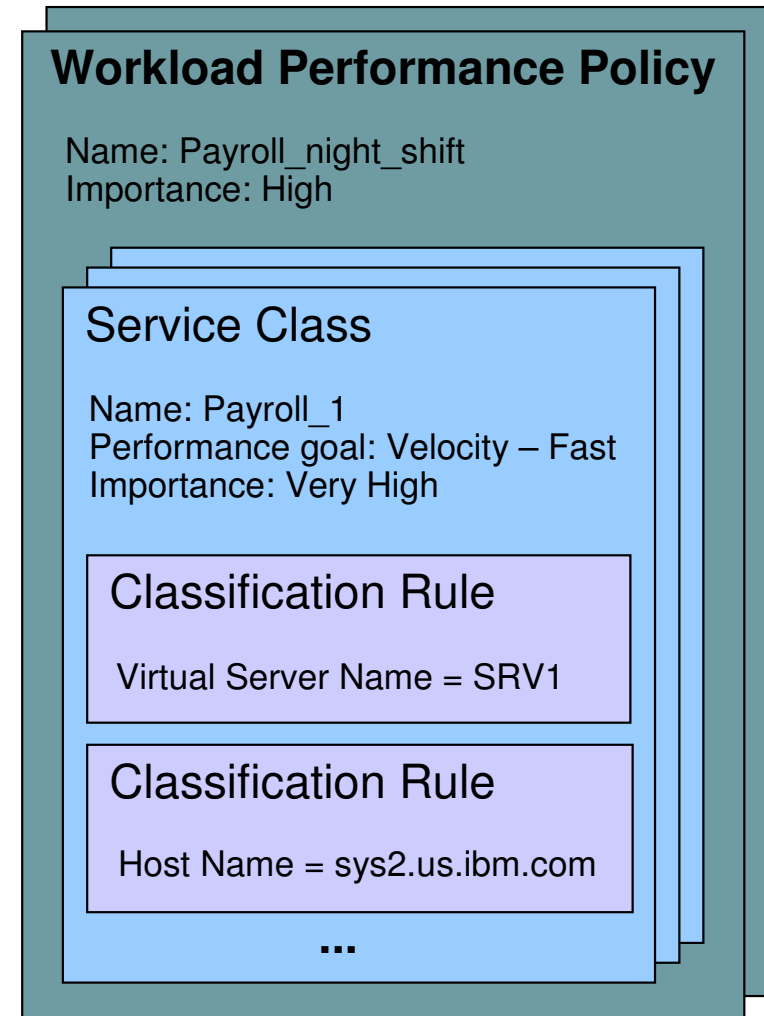 Workload Performance Policy
Name: Payroll_night_shift
Importance: High
Service Class
Name: Payroll_1
Performance goal: Velocity – Fast
Importance: Very High
Classification Rule
Virtual Server Name = SRV1
Classification Rule
Host Name = sys2.us.ibm.com
...